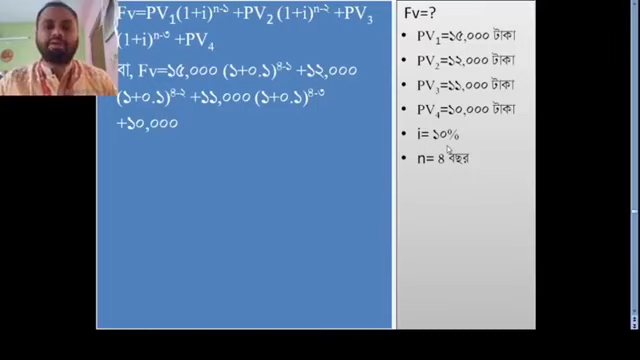 Fv=PV₁(1+i)ⁿ⁻¹ +PV₂ (1+i)ⁿ⁻² +PV₃
(1+i)ⁿ⁻³ +PV₄
বা, Fv=১৫,০০০ (১+০.১)⁴⁻¹ +১২,০০০
(১+০.১)⁴⁻² +১১,০০০ (১+০.১)⁴⁻³
+১০,০০০
Fv=?
• PV₁=১৫,০০০ টাকা
• PV₂=১২,০০০ টাকা
• PV₃=১১,০০০ টাকা
• PV₄=১০,০০০ টাকা
• i= ১০%
• n= ৪ বছর